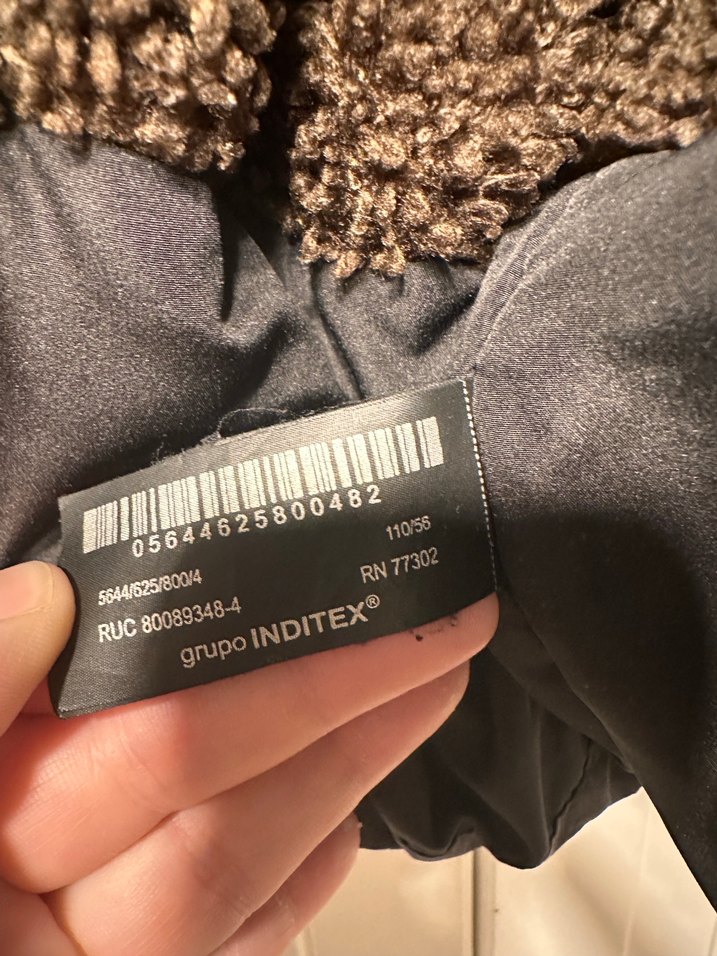 05644625800482
5644/625/800/4 110/56
RUC 80089348-4 RN 77302
grupo INDITEX®